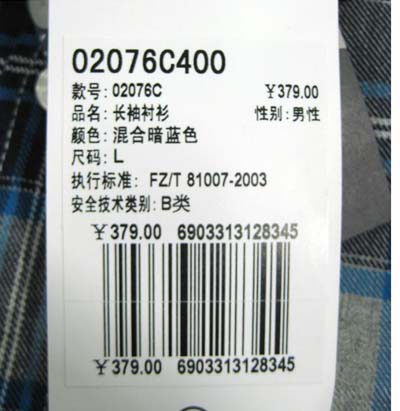 02076C400
款号: 02076C ￥379.00
品名: 长袖衬衫 性别: 男性
颜色: 混合暗蓝色
尺码: L
执行标准: FZ/T 81007-2003
安全技术类别: B类
￥379.00 6903313128345
￥379.00 6903313128345